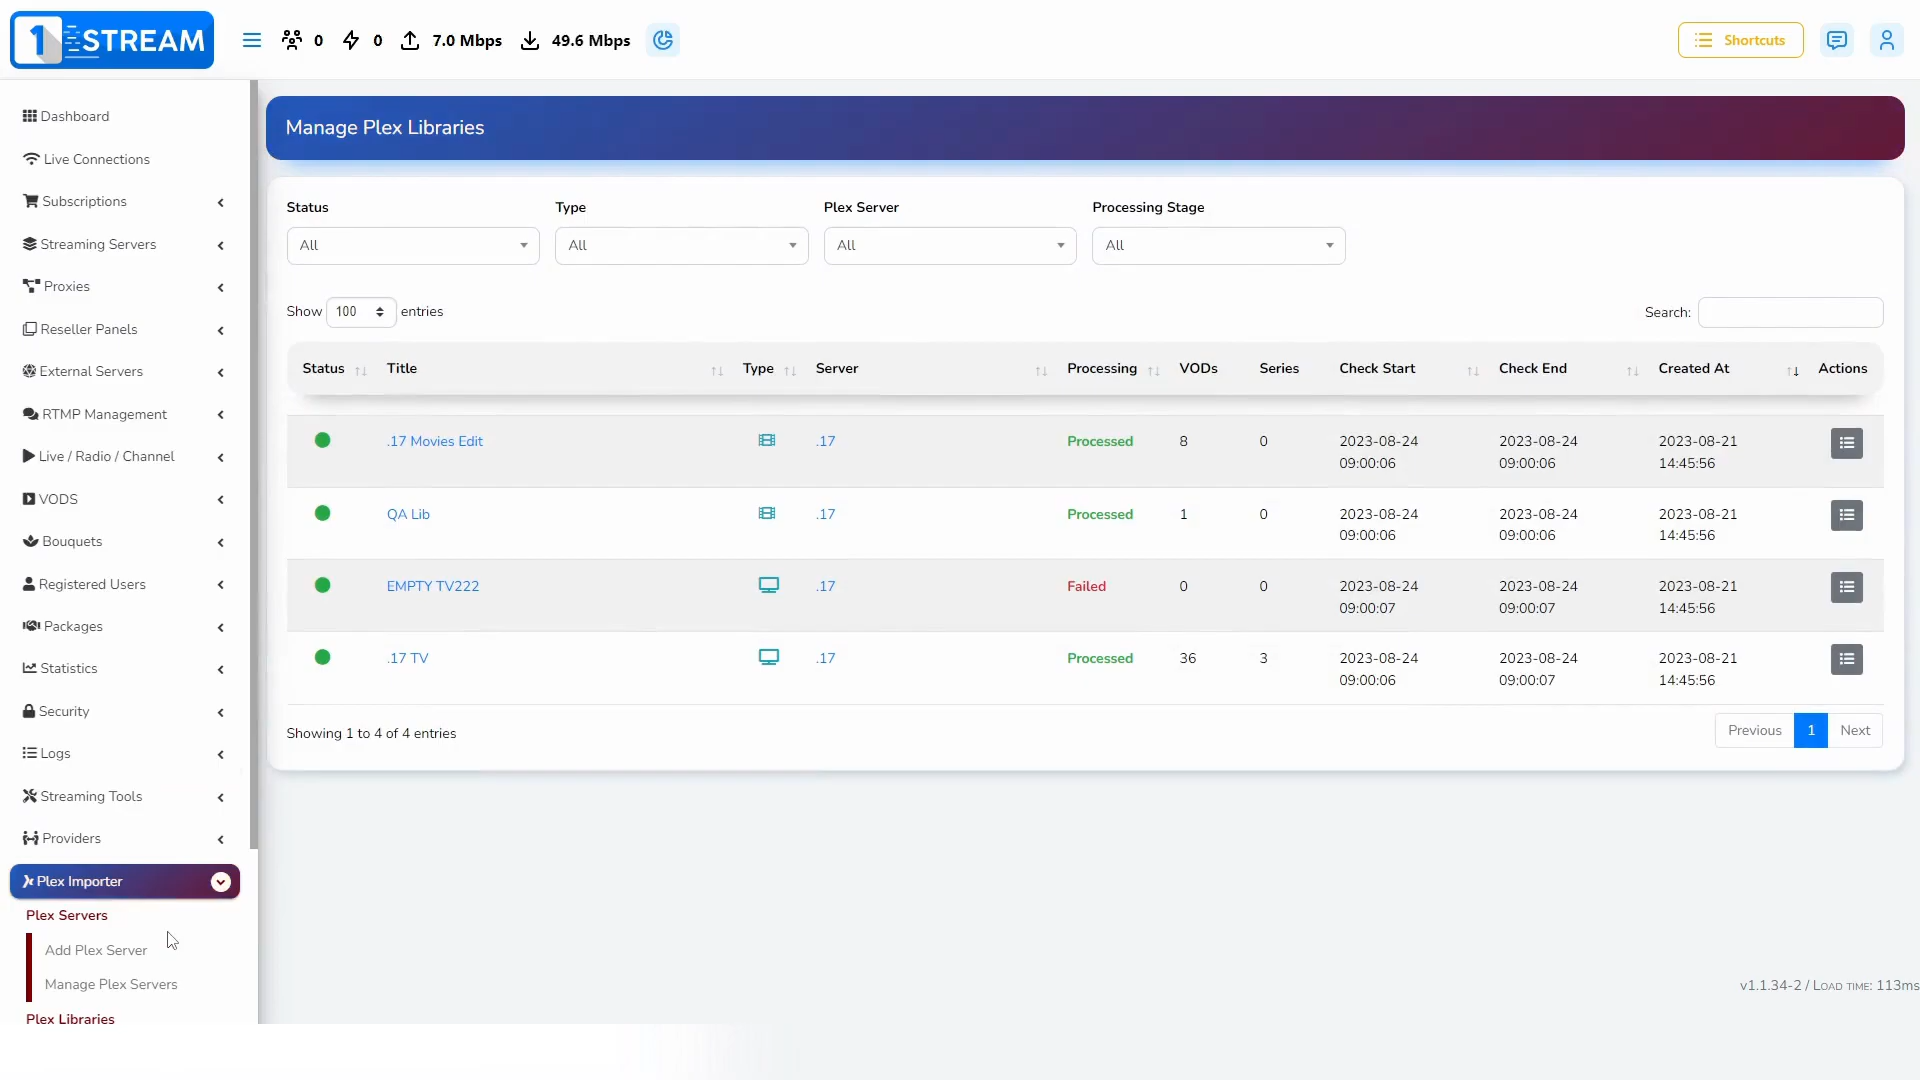 1 STREAM
0
0
7.0 Mbps
49.6 Mbps
Shortcuts
Dashboard
Live Connections
Subscriptions
Streaming Servers
Proxies
Reseller Panels
External Servers
RTMP Management
Live / Radio / Channel
VODS
Bouquets
Registered Users
Packages
Statistics
Security
Logs
Streaming Tools
Providers
Plex Importer
Plex Servers
Add Plex Server
Manage Plex Servers
Plex Libraries
Manage Plex Libraries
Status Type Plex Server Processing Stage
All All All All
Show 100 entries Search:
Status Title Type Server Processing VODs Series Check Start Check End Created At Actions
.17 Movies Edit .17 Processed 8 0 2023-08-24 2023-08-24 2023-08-21
09:00:06 09:00:06 14:45:56
QA Lib .17 Processed 1 0 2023-08-24 2023-08-24 2023-08-21
09:00:06 09:00:06 14:45:56
EMPTY TV222 .17 Failed 0 0 2023-08-24 2023-08-24 2023-08-21
09:00:07 09:00:07 14:45:56
.17 TV .17 Processed 36 3 2023-08-24 2023-08-24 2023-08-21
09:00:06 09:00:07 14:45:56
Showing 1 to 4 of 4 entries Previous 1 Next
v1.1.34-2 / LOAD TIME: 113ms